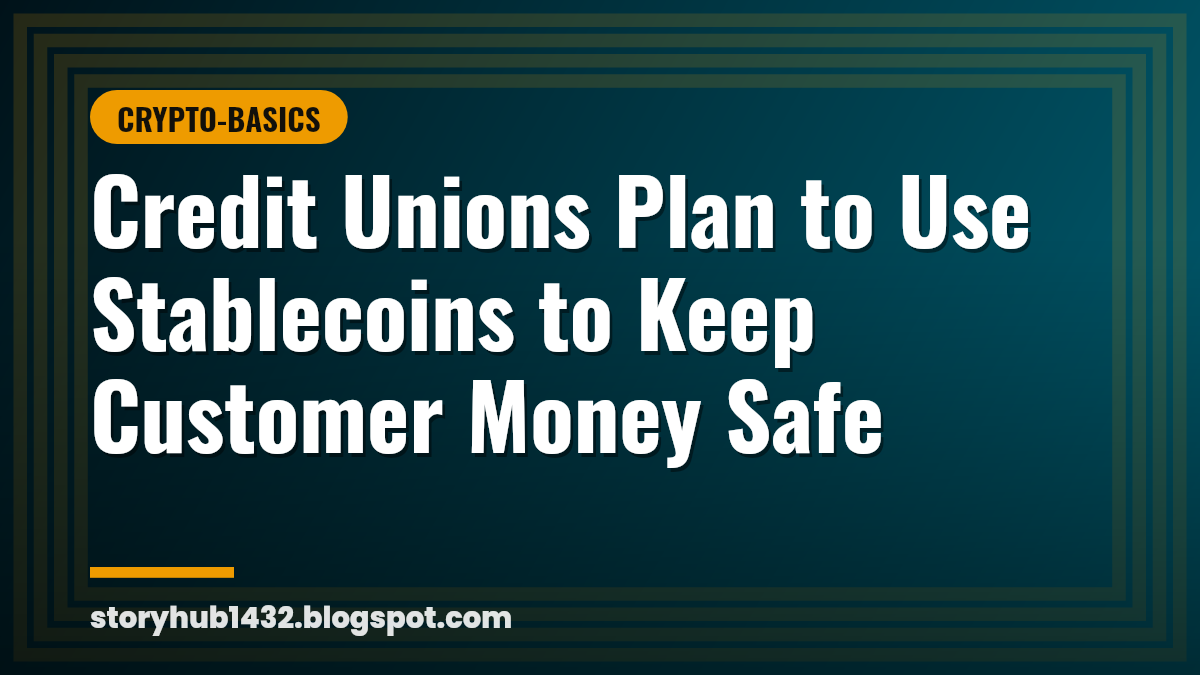 CRYPTO-BASICS
Credit Unions Plan to Use
Stablecoins to Keep
Customer Money Safe
storyhub1432.blogspot.com